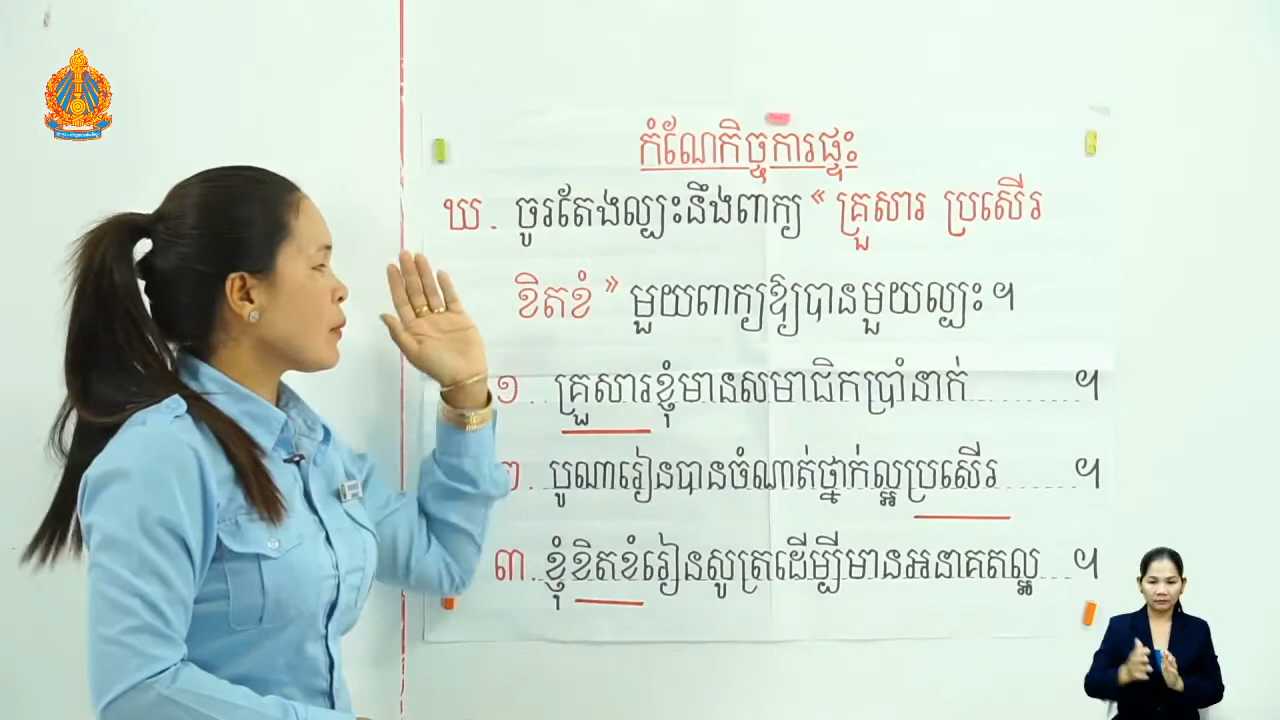 កំណែកិច្ចការផ្ទះ
ឃ. ចូរតែងល្បះនឹងពាក្យ « គ្រួសារ ប្រសើរ
ខិតខំ » មួយពាក្យឱ្យបានមួយល្បះ ។
១.. គ្រួសារខ្ញុំមានសមាជិកប្រាំនាក់ ។
២. បូណារៀនបានចំណាត់ថ្នាក់ល្អប្រសើរ ។
៣.. ខ្ញុំខិតខំរៀនសូត្រដើម្បីមានអនាគតល្អ ។